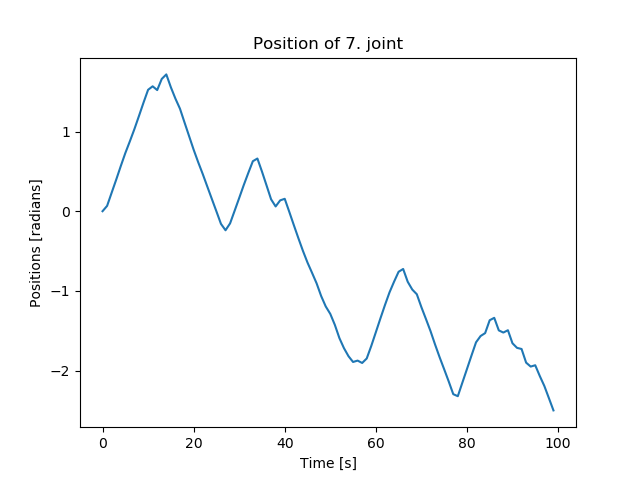 Position of 7. joint
1
0
−1
−2
Positions [radians]
0 20 40 60 80 100
Time [s]